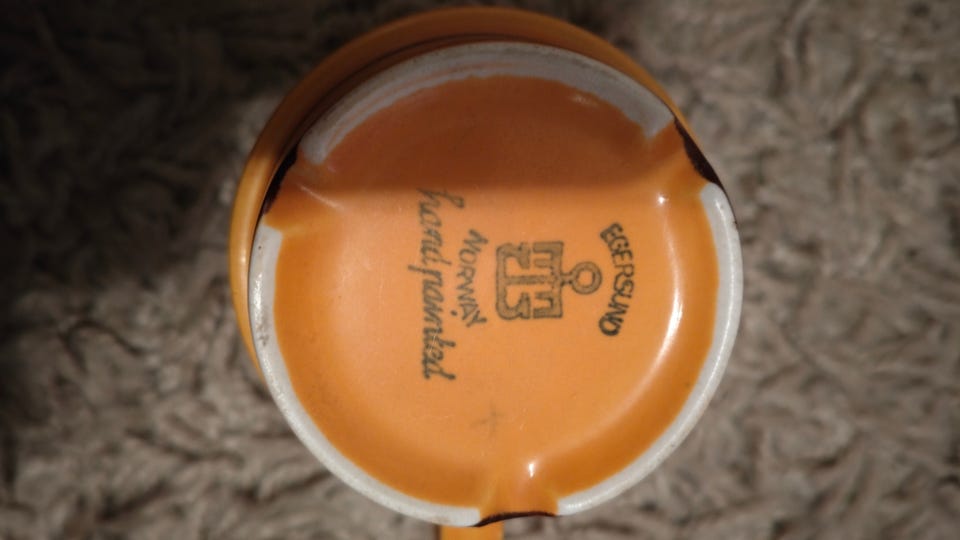 EGERSUND
NORWAY
hand painted